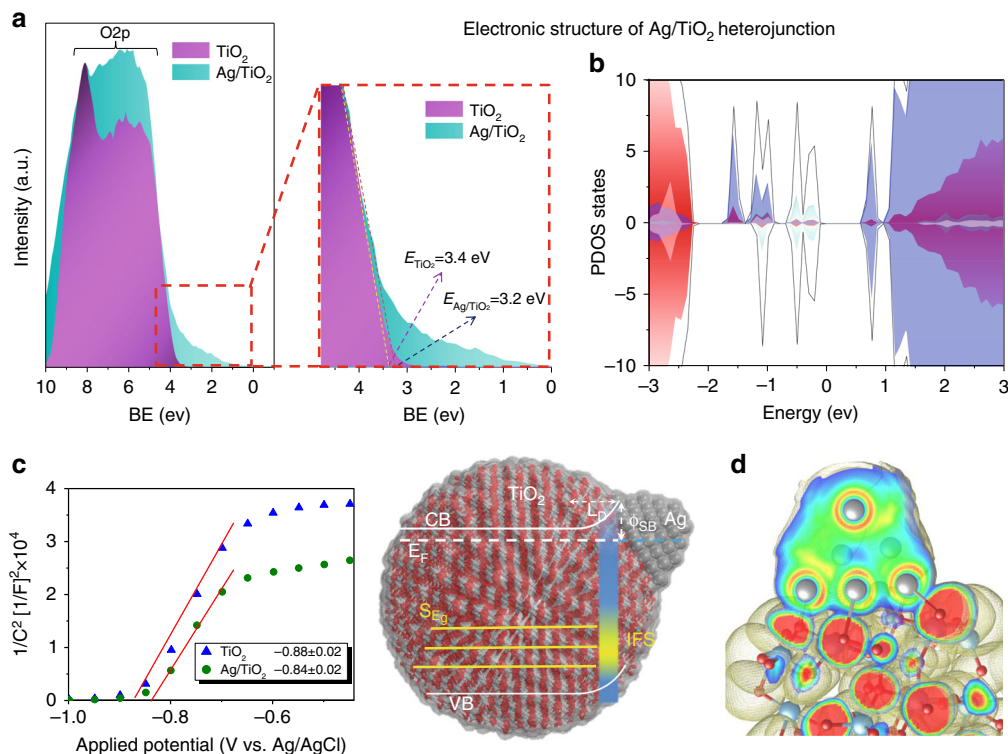 a
Electronic structure of Ag/TiO2 heterojunction
O2p
TiO2
Ag/TiO2
Intensity (a.u.)
10
8
6
4
2
0
BE (ev)
TiO2
Ag/TiO2
ETiO2=3.4 eV
EAg/TiO2=3.2 eV
4
3
2
1
0
BE (ev)
b
PDOS states
10
5
0
−5
−10
−3
−2
−1
0
1
2
3
Energy (ev)
c
1/C2 [1/F]2×104
4
3
2
1
0
TiO2 −0.88±0.02
Ag/TiO2 −0.84±0.02
−1.0
−0.8
−0.6
Applied potential (V vs. Ag/AgCl)
TiO2
LD
ϕSB
Ag
CB
EF
SEg
IFS
VB
d